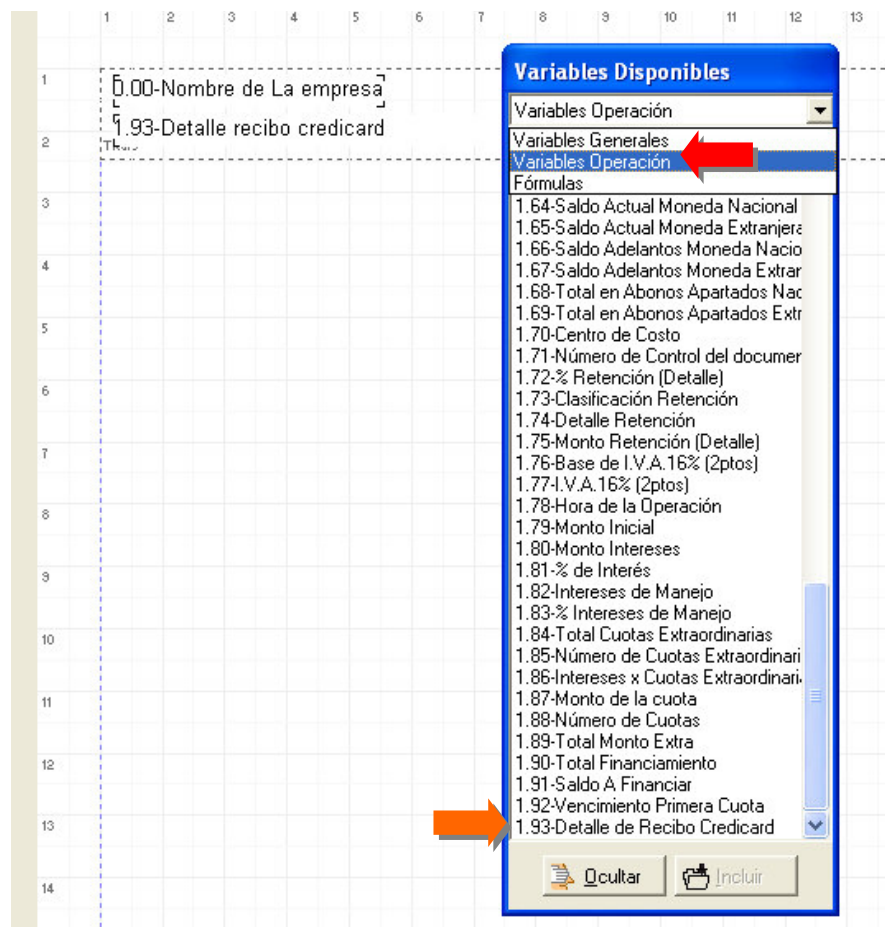 1 2 3 4 5 6 7 8 9 10 11 12 13
1
0.00-Nombre de La empresa
1.93-Detalle recibo credicard
2
3
4
5
6
7
8
9
10
11
12
13
14
Variables Disponibles
Variables Operación
Variables Generales
Variables Operación
Fórmulas
1.64-Saldo Actual Moneda Nacional
1.65-Saldo Actual Moneda Extranjera
1.66-Saldo Adelantos Moneda Nacio
1.67-Saldo Adelantos Moneda Extrar
1.68-Total en Abonos Apartados Nac
1.69-Total en Abonos Apartados Extr
1.70-Centro de Costo
1.71-Número de Control del documer
1.72-% Retención (Detalle)
1.73-Clasificación Retención
1.74-Detalle Retención
1.75-Monto Retención (Detalle)
1.76-Base de I.V.A.16% (2ptos)
1.77-I.V.A.16% (2ptos)
1.78-Hora de la Operación
1.79-Monto Inicial
1.80-Monto Intereses
1.81-% de Interés
1.82-Intereses de Manejo
1.83-% Intereses de Manejo
1.84-Total Cuotas Extraordinarias
1.85-Número de Cuotas Extraordinari
1.86-Intereses x Cuotas Extraordinari
1.87-Monto de la cuota
1.88-Número de Cuotas
1.89-Total Monto Extra
1.90-Total Financiamiento
1.91-Saldo A Financiar
1.92-Vencimiento Primera Cuota
1.93-Detalle de Recibo Credicard
Ocultar Incluir